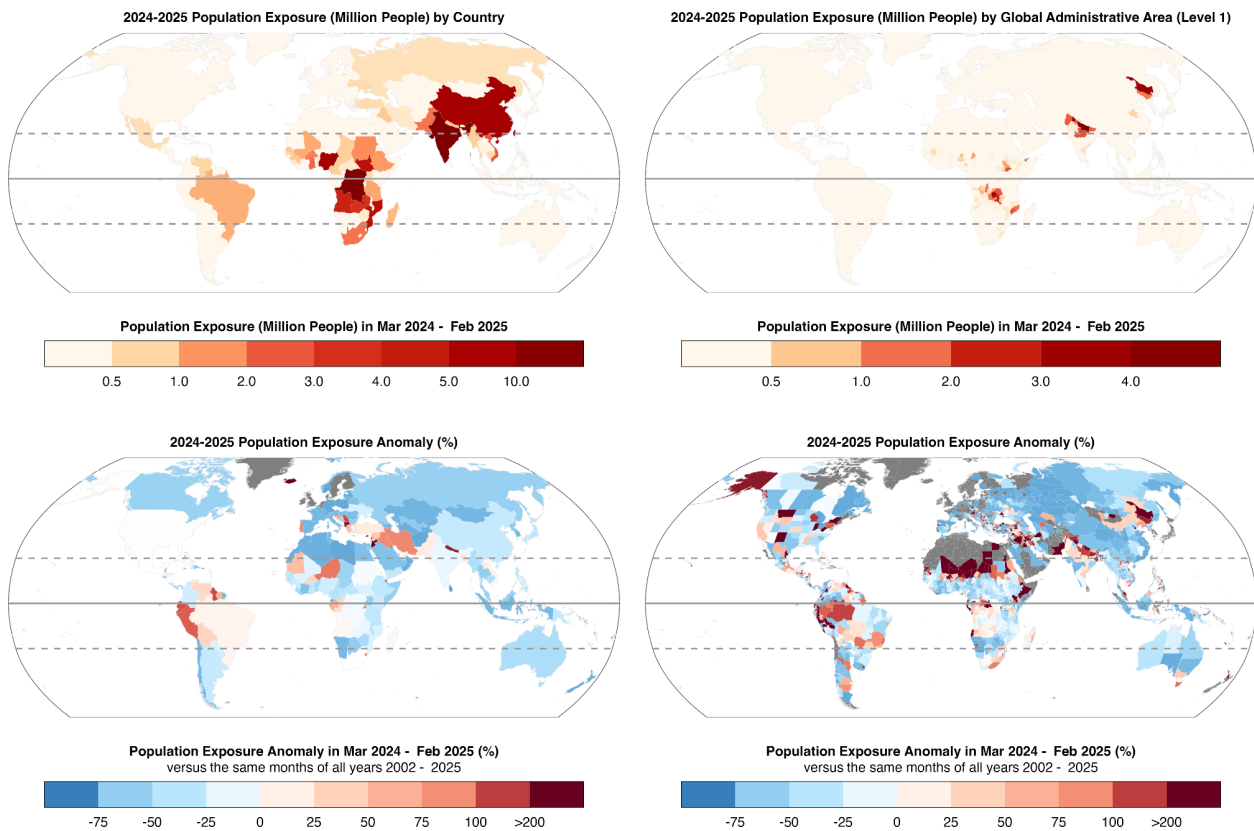 2024-2025 Population Exposure (Million People) by Country
2024-2025 Population Exposure (Million People) by Global Administrative Area (Level 1)
Population Exposure (Million People) in Mar 2024 - Feb 2025
0.5 1.0 2.0 3.0 4.0 5.0 10.0
Population Exposure (Million People) in Mar 2024 - Feb 2025
0.5 1.0 2.0 3.0 4.0
2024-2025 Population Exposure Anomaly (%)
2024-2025 Population Exposure Anomaly (%)
Population Exposure Anomaly in Mar 2024 - Feb 2025 (%)
versus the same months of all years 2002 - 2025
-75 -50 -25 0 25 50 75 100 >200
Population Exposure Anomaly in Mar 2024 - Feb 2025 (%)
versus the same months of all years 2002 - 2025
-75 -50 -25 0 25 50 75 100 >200